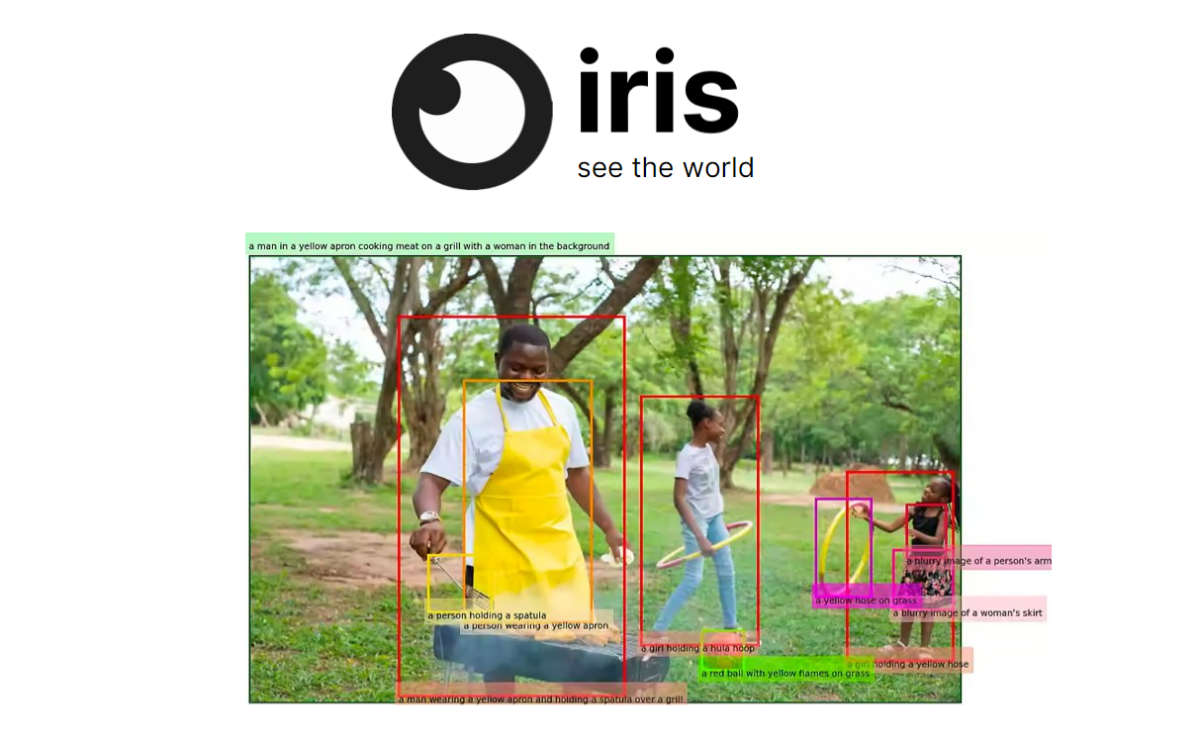 iris
see the world
a man in a yellow apron cooking meat on a grill with a woman in the background
a blurry image of a person's arm
a yellow hose on grass
a blurry image of a woman's skirt
a person holding a spatula
a person wearing a yellow apron
a girl holding a hula hoop
a girl holding a yellow hose
a red ball with yellow flames on grass
a man wearing a yellow apron and holding a spatula over a grill